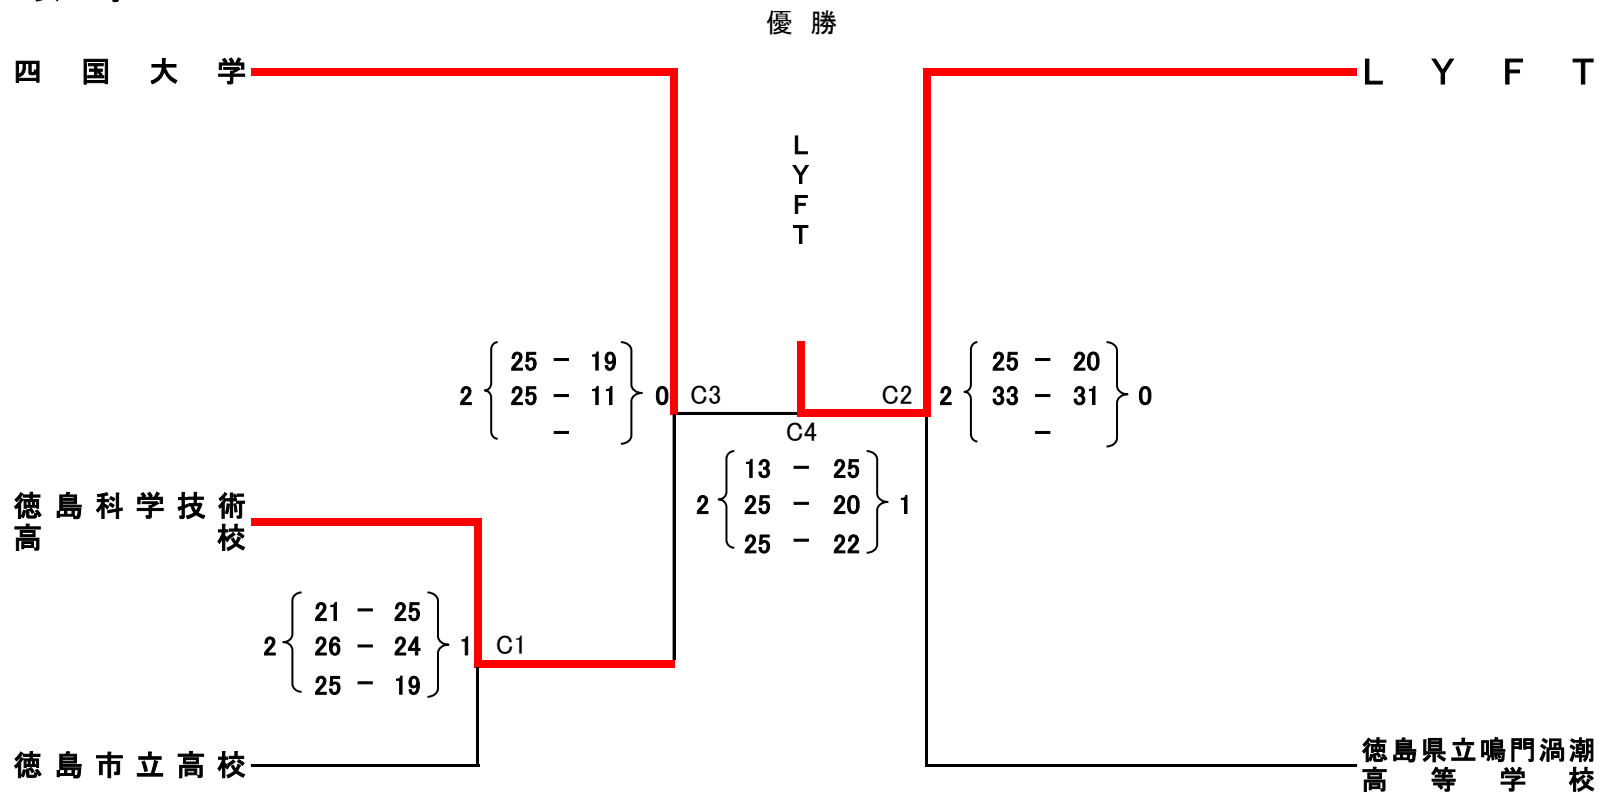 優勝
四国大学
LYFT
LYFT
25 － 19
2 25 － 11 0
－
C3
C2
25 － 20
2 33 － 31 0
－
C4
13 － 25
2 25 － 20 1
25 － 22
徳島科学技術
高校
21 － 25
2 26 － 24 1
25 － 19
C1
徳島市立高校
徳島県立鳴門渦潮
高等学校